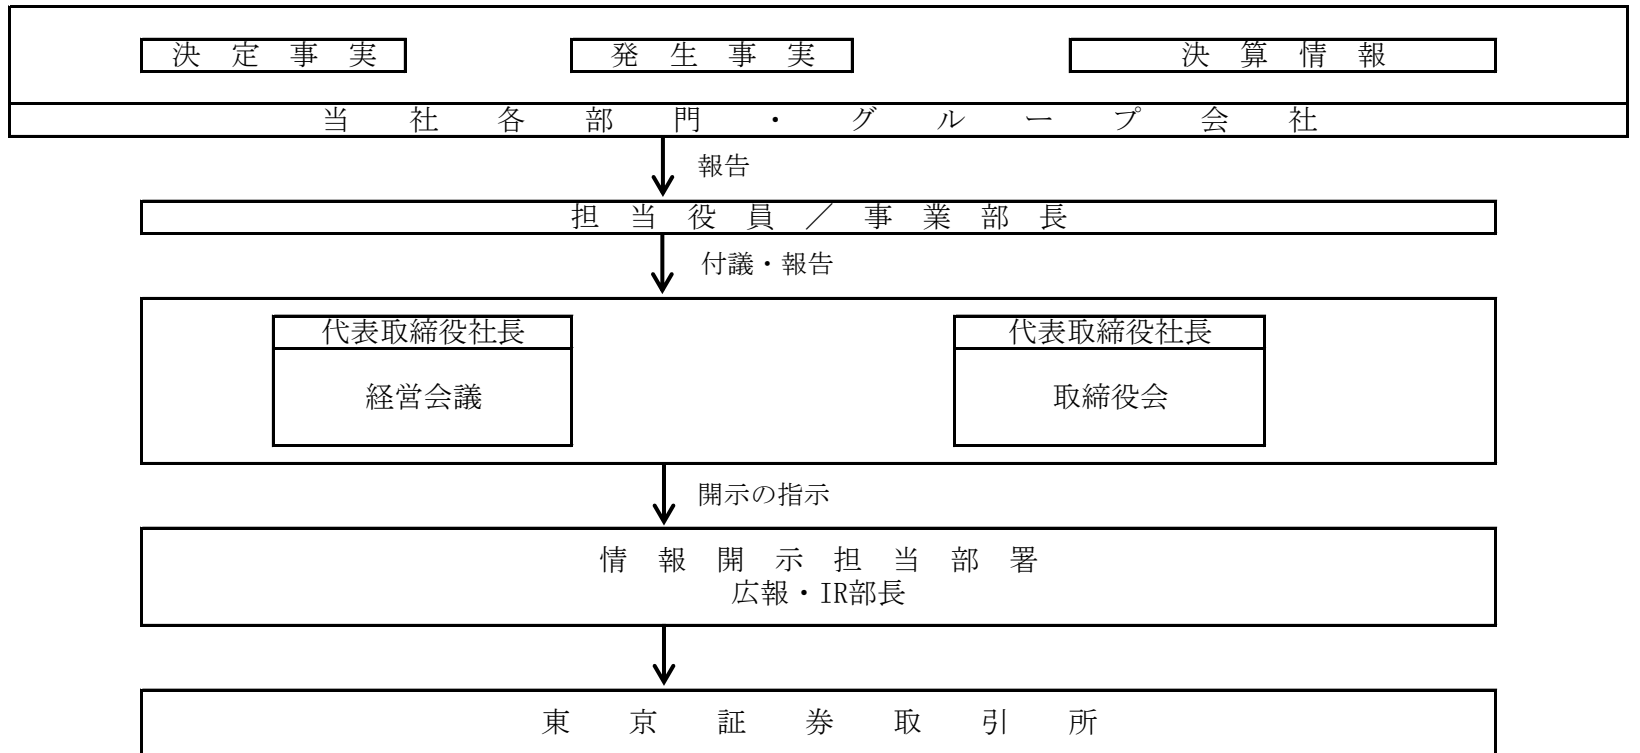 決定事実 発生事実 決算情報
当社各部門・グループ会社
報告
担当役員／事業部長
付議・報告
代表取締役社長 代表取締役社長
経営会議 取締役会
開示の指示
情報開示担当部署
広報・IR部長
東京証券取引所